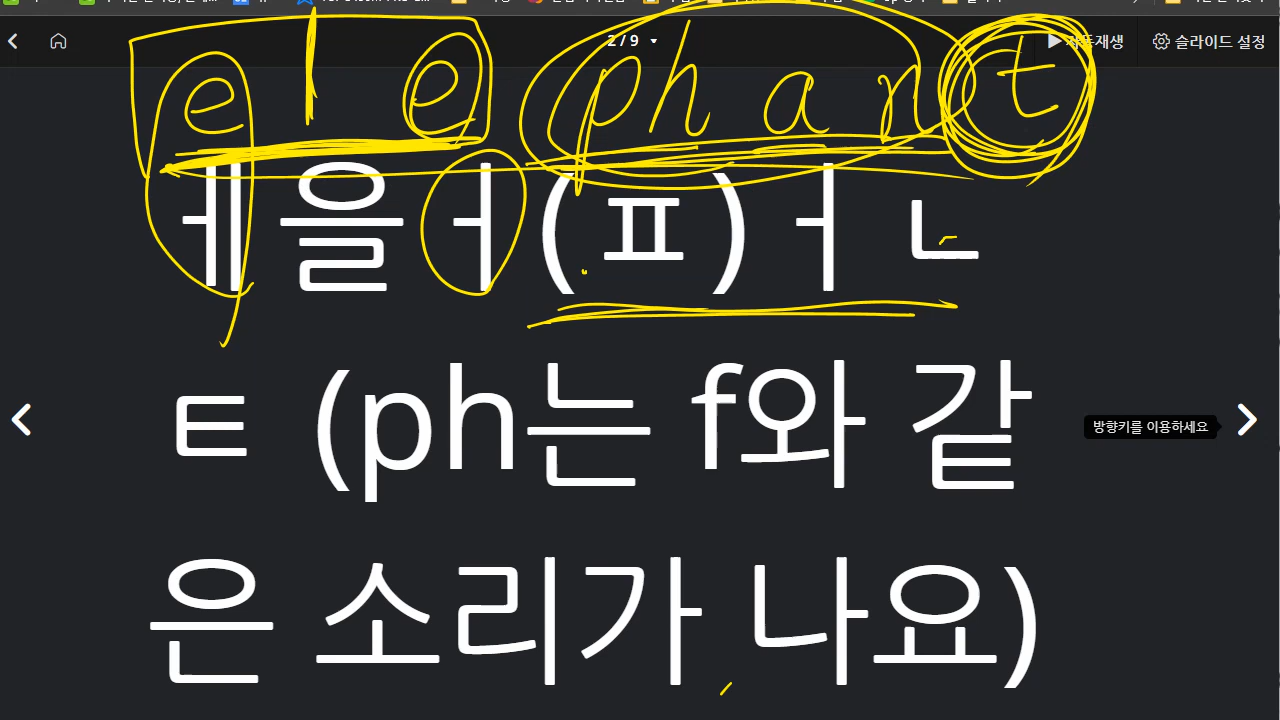 2 / 9
자동재생
슬라이드 설정
elephant
ㅔ을ㅓ(ㅍ)ㅓㄴ
ㅌ (ph는 f와 같
방향키를 이용하세요
은 소리가 나요)